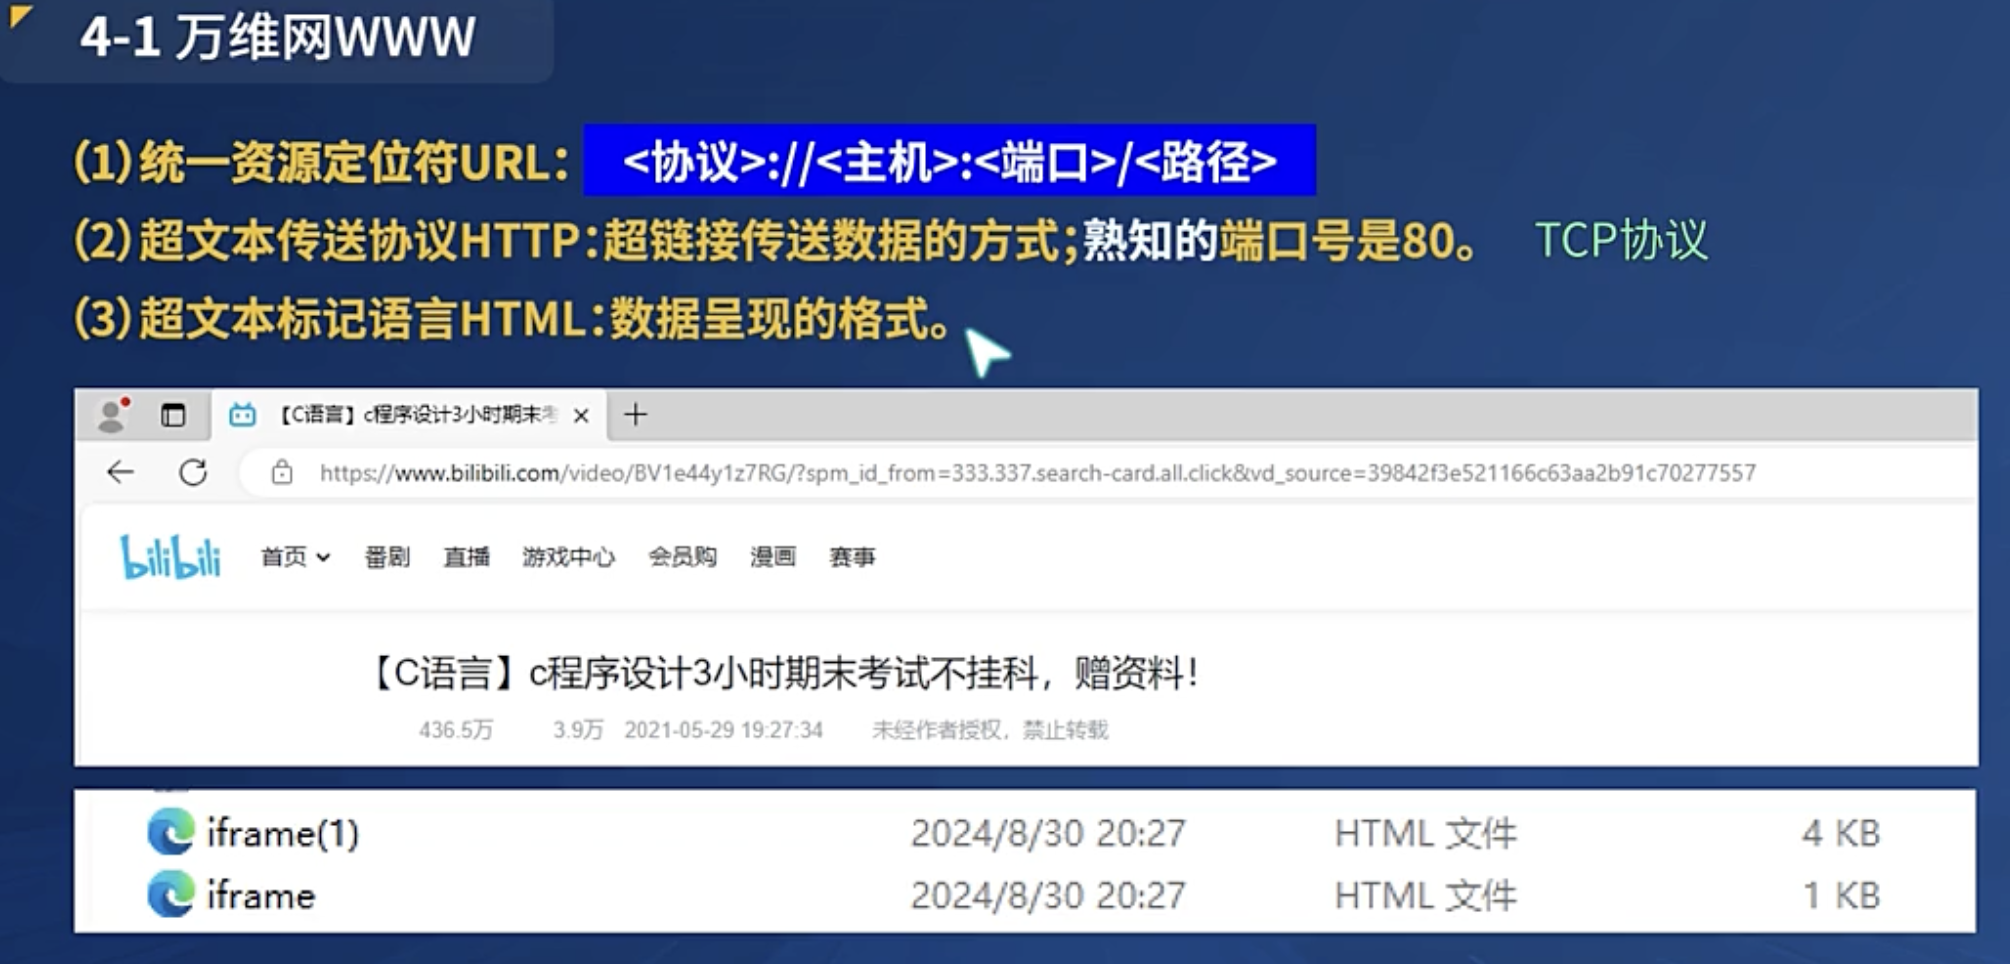 4-1 万维网WWW
(1)统一资源定位符URL: <协议>://<主机>:<端口>/<路径>
(2)超文本传送协议HTTP:超链接传送数据的方式;熟知的端口号是80。 TCP协议
(3)超文本标记语言HTML:数据呈现的格式。
【C语言】c程序设计3小时期末考
https://www.bilibili.com/video/BV1e44y1z7RG/?spm_id_from=333.337.search-card.all.click&vd_source=39842f3e521166c63aa2b91c70277557
bilibili 首页 番剧 直播 游戏中心 会员购 漫画 赛事
【C语言】c程序设计3小时期末考试不挂科，赠资料！
436.5万 3.9万 2021-05-29 19:27:34 未经作者授权，禁止转载
iframe(1) 2024/8/30 20:27 HTML 文件 4 KB
iframe 2024/8/30 20:27 HTML 文件 1 KB